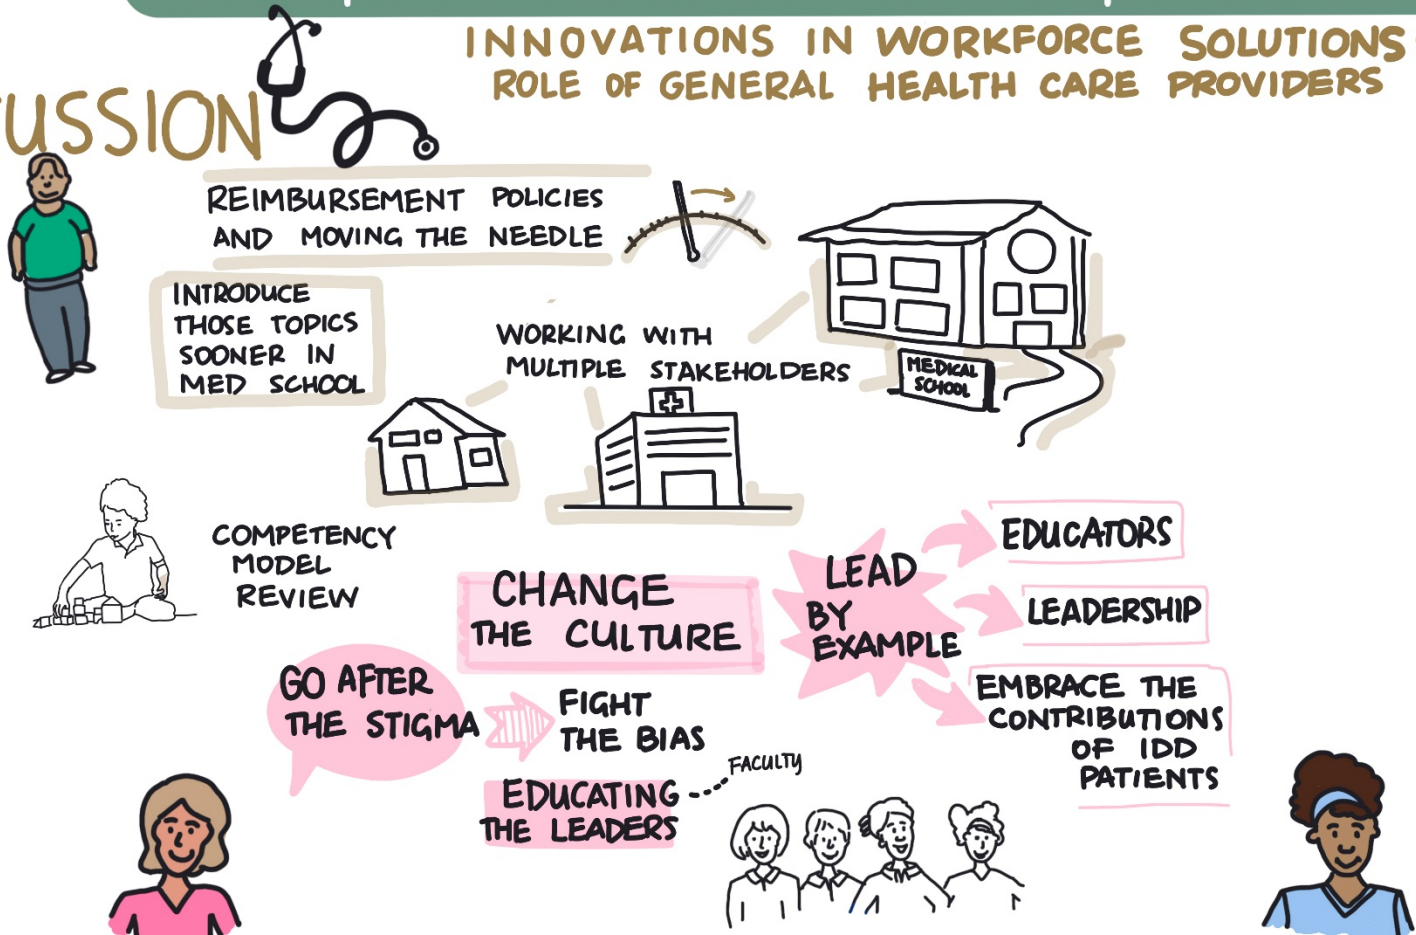 INNOVATIONS IN WORKFORCE SOLUTIONS
ROLE OF GENERAL HEALTH CARE PROVIDERS
USSION
REIMBURSEMENT POLICIES
AND MOVING THE NEEDLE
INTRODUCE
THOSE TOPICS
SOONER IN
MED SCHOOL
WORKING WITH
MULTIPLE STAKEHOLDERS
MEDICAL
SCHOOL
COMPETENCY
MODEL
REVIEW
CHANGE
THE CULTURE
LEAD
BY
EXAMPLE
EDUCATORS
LEADERSHIP
EMBRACE THE
CONTRIBUTIONS
OF IDD
PATIENTS
GO AFTER
THE STIGMA
FIGHT
THE BIAS
EDUCATING
THE LEADERS
FACULTY